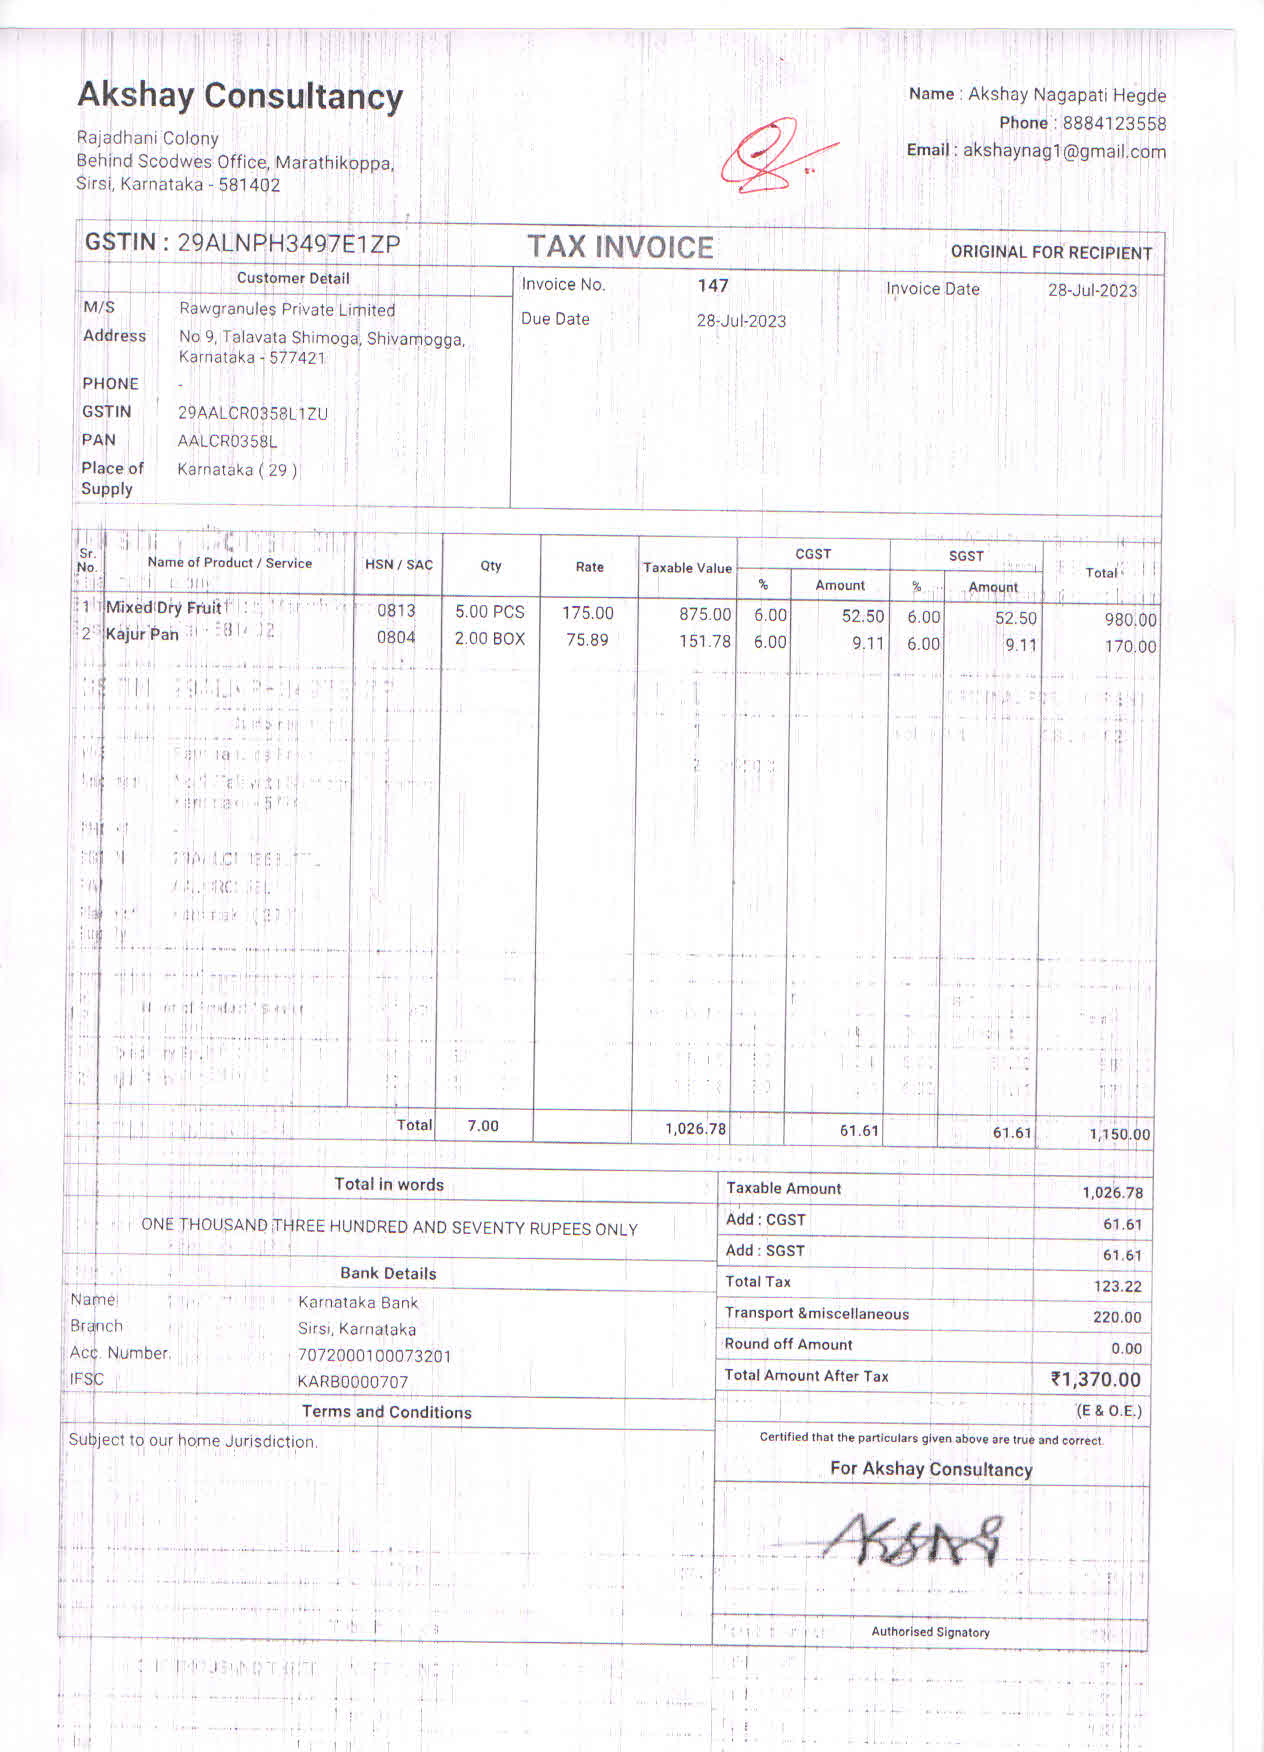 Akshay Consultancy
Rajadhani Colony
Behind Scodwes Office, Marathikoppa,
Sirsi, Karnataka - 581402
Name : Akshay Nagapati Hegde
Phone : 8884123558
Email : akshaynag1@gmail.com
GSTIN : 29ALNPH3497E1ZP TAX INVOICE ORIGINAL FOR RECIPIENT
Customer Detail
M/S Rawgranules Private Limited
Address No 9, Talavata Shimoga, Shivamogga,
Karnataka - 577421
PHONE -
GSTIN 29AALCR0358L1ZU
PAN AALCR0358L
Place of Supply Karnataka ( 29 )
Invoice No. 147 Invoice Date 28-Jul-2023
Due Date 28-Jul-2023
Sr. No. Name of Product / Service HSN / SAC Qty Rate Taxable Value CGST SGST Total
% Amount % Amount
1 Mixed Dry Fruit 0813 5.00 PCS 175.00 875.00 6.00 52.50 6.00 52.50 980.00
2 Kajur Pan 0804 2.00 BOX 75.89 151.78 6.00 9.11 6.00 9.11 170.00
Total 7.00 1,026.78 61.61 61.61 1,150.00
Total in words
ONE THOUSAND THREE HUNDRED AND SEVENTY RUPEES ONLY
Bank Details
Name Karnataka Bank
Branch Sirsi, Karnataka
Acc. Number. 7072000100073201
IFSC KARB0000707
Terms and Conditions
Subject to our home Jurisdiction.
Taxable Amount 1,026.78
Add : CGST 61.61
Add : SGST 61.61
Total Tax 123.22
Transport &miscellaneous 220.00
Round off Amount 0.00
Total Amount After Tax ₹1,370.00
(E & O.E.)
Certified that the particulars given above are true and correct.
For Akshay Consultancy
Authorised Signatory